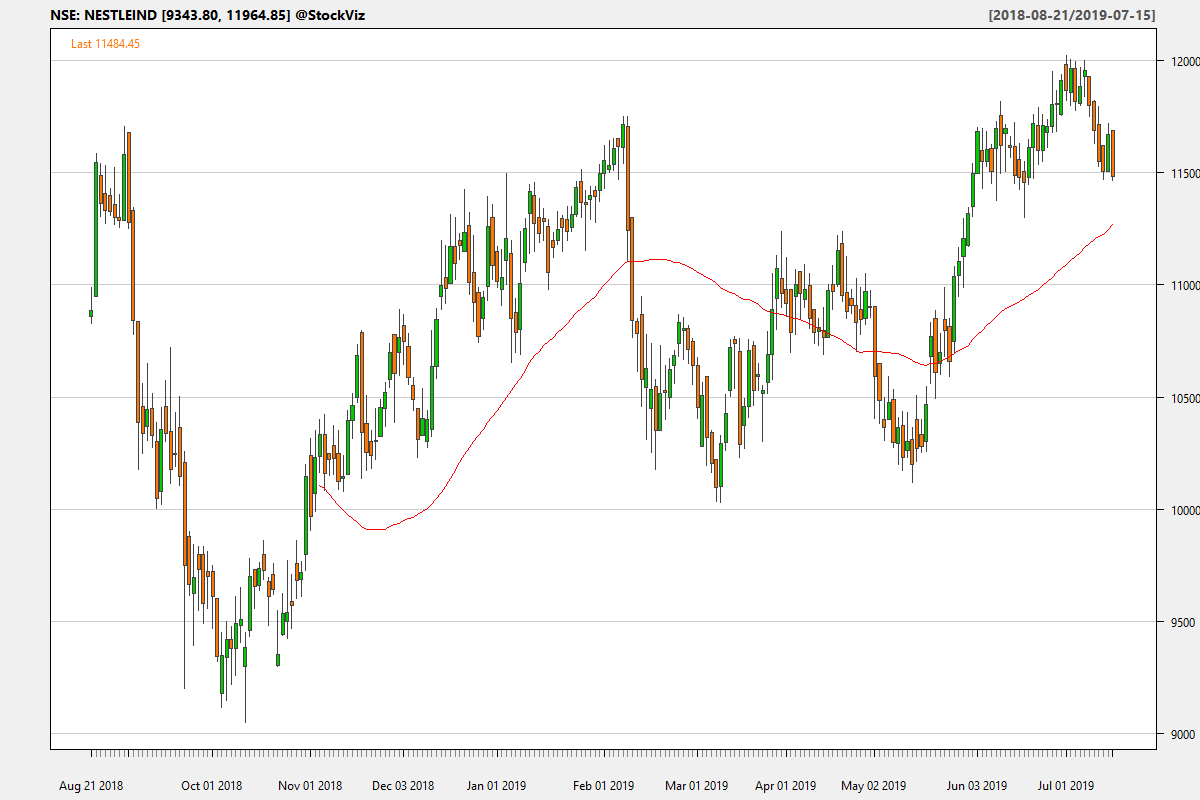 NSE: NESTLEIND [9343.80, 11964.85] @StockViz
[2018-08-21/2019-07-15]
Last 11484.45
12000
11500
11000
10500
10000
9500
9000
Aug 21 2018 Oct 01 2018 Nov 01 2018 Dec 03 2018 Jan 01 2019 Feb 01 2019 Mar 01 2019 Apr 01 2019 May 02 2019 Jun 03 2019 Jul 01 2019